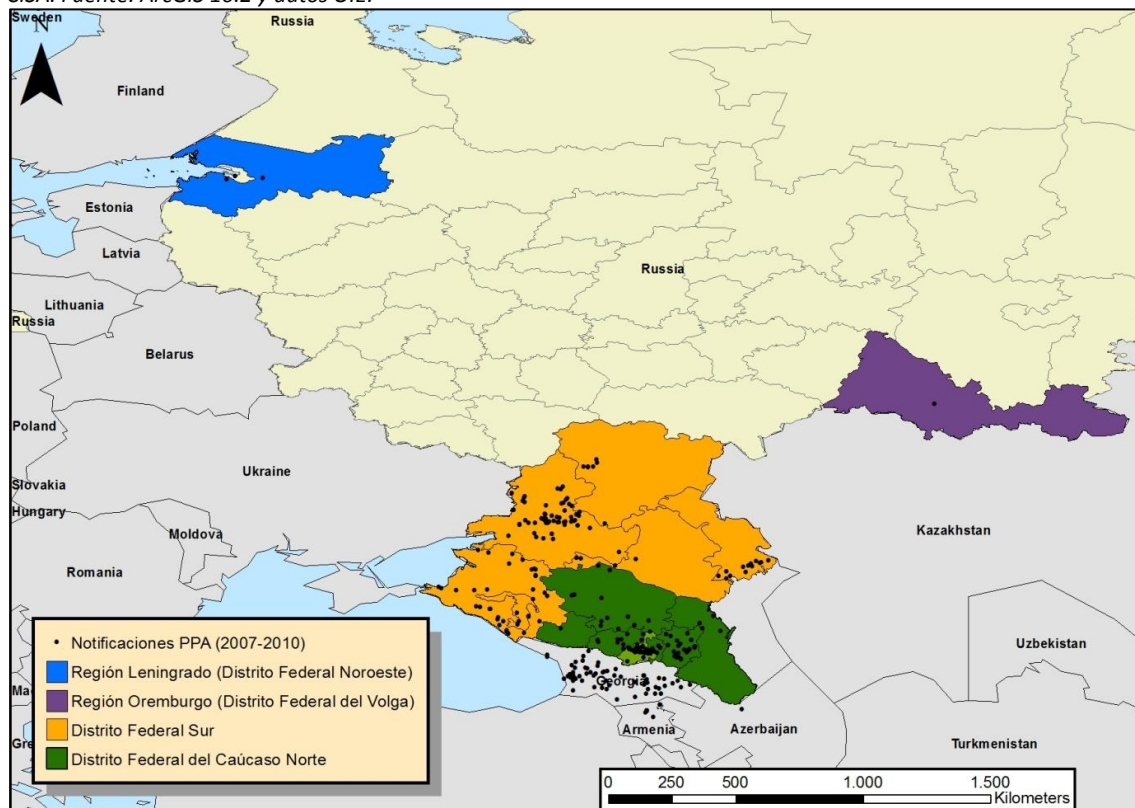 Sweden
N
Russia
Finland
Estonia
Latvia
Russia
Lithuania
Russia
Belarus
Poland
Ukraine
Slovakia
Hungary
Kazakhstan
Moldova
Romania
• Notificaciones PPA (2007-2010)
Región Leningrado (Distrito Federal Noroeste)
Región Oremburgo (Distrito Federal del Volga)
Distrito Federal Sur
Distrito Federal del Caúcaso Norte
Uzbekistan
Georgia
Armenia
Azerbaijan
Turkmenistan
0 250 500 1.000 1.500
Kilometers